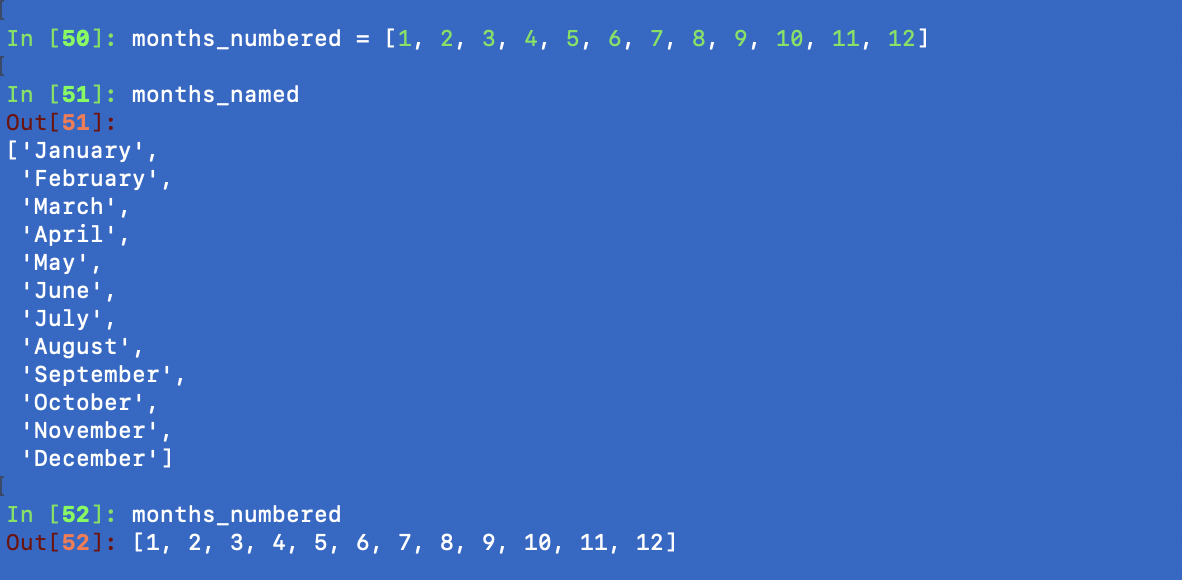 In [50]: months_numbered = [1, 2, 3, 4, 5, 6, 7, 8, 9, 10, 11, 12]
In [51]: months_named
Out[51]:
['January',
 'February',
 'March',
 'April',
 'May',
 'June',
 'July',
 'August',
 'September',
 'October',
 'November',
 'December']
In [52]: months_numbered
Out[52]: [1, 2, 3, 4, 5, 6, 7, 8, 9, 10, 11, 12]